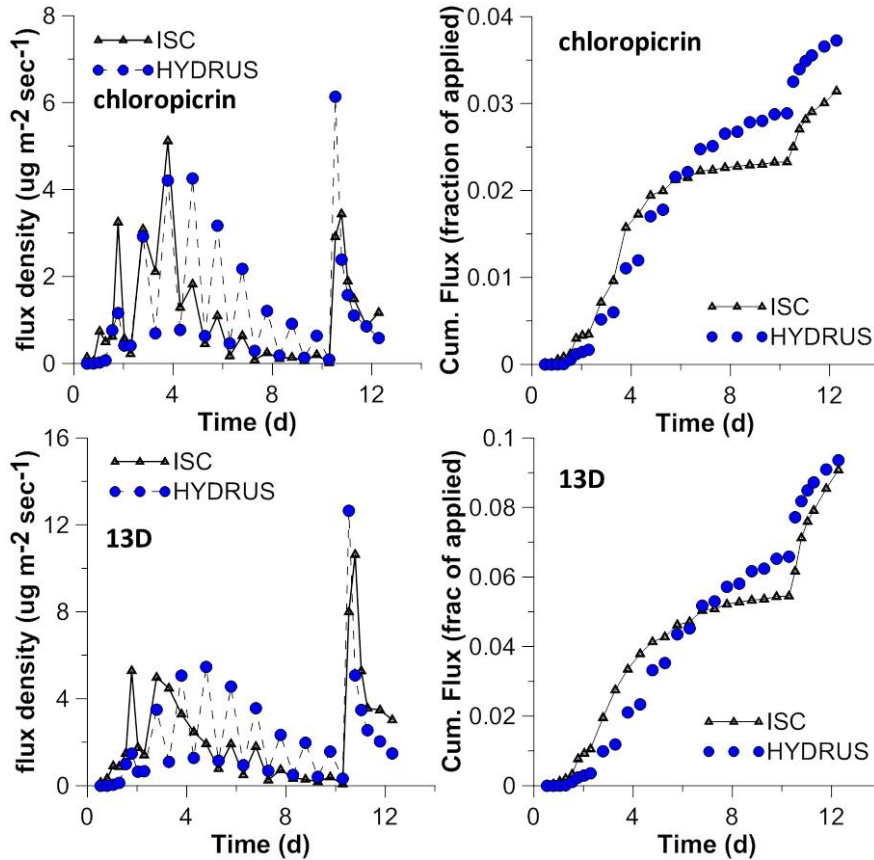 flux density (ug m-2 sec-1)
8
6
4
2
0
ISC
HYDRUS
chloropicrin
0
4
8
12
Time (d)
Cum. Flux (fraction of applied)
0.04
0.03
0.02
0.01
0
chloropicrin
ISC
HYDRUS
0
4
8
12
Time (d)
flux density (ug m-2 sec-1)
16
12
8
4
0
ISC
HYDRUS
13D
0
4
8
12
Time (d)
Cum. Flux (frac of applied)
0.1
0.08
0.06
0.04
0.02
0
13D
ISC
HYDRUS
0
4
8
12
Time (d)